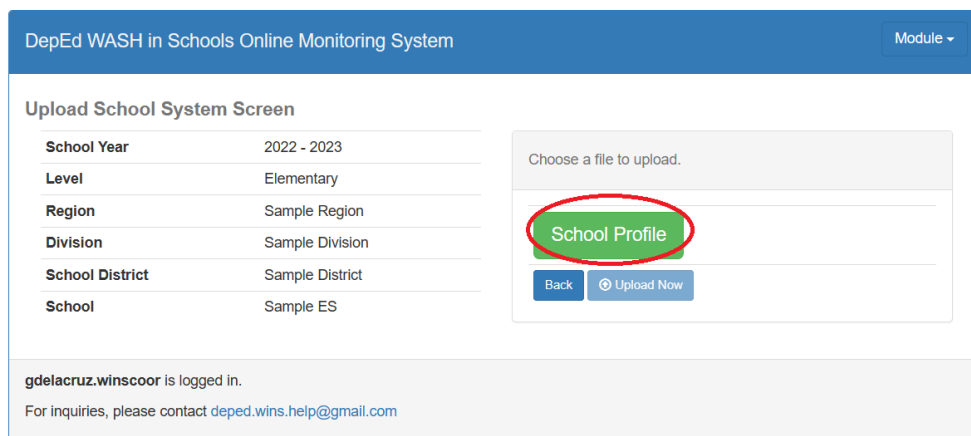 DepEd WASH in Schools Online Monitoring System
Module
Upload School System Screen
School Year 2022 - 2023
Level Elementary
Region Sample Region
Division Sample Division
School District Sample District
School Sample ES
Choose a file to upload.
School Profile
Back Upload Now
gdelacruz.winscoor is logged in.
For inquiries, please contact deped.wins.help@gmail.com